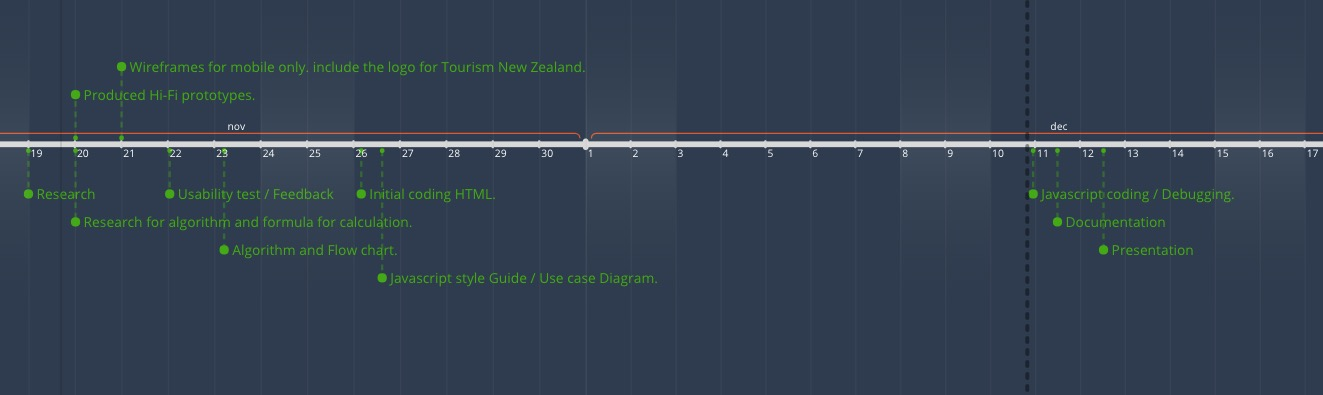 Wireframes for mobile only. include the logo for Tourism New Zealand.
Produced Hi-Fi prototypes.
nov dec
19 20 21 22 23 24 25 26 27 28 29 30 1 2 3 4 5 6 7 8 9 10 11 12 13 14 15 16 17
Research Usability test / Feedback Initial coding HTML. Javascript coding / Debugging.
Research for algorithm and formula for calculation. Documentation
Algorithm and Flow chart. Presentation
Javascript style Guide / Use case Diagram.